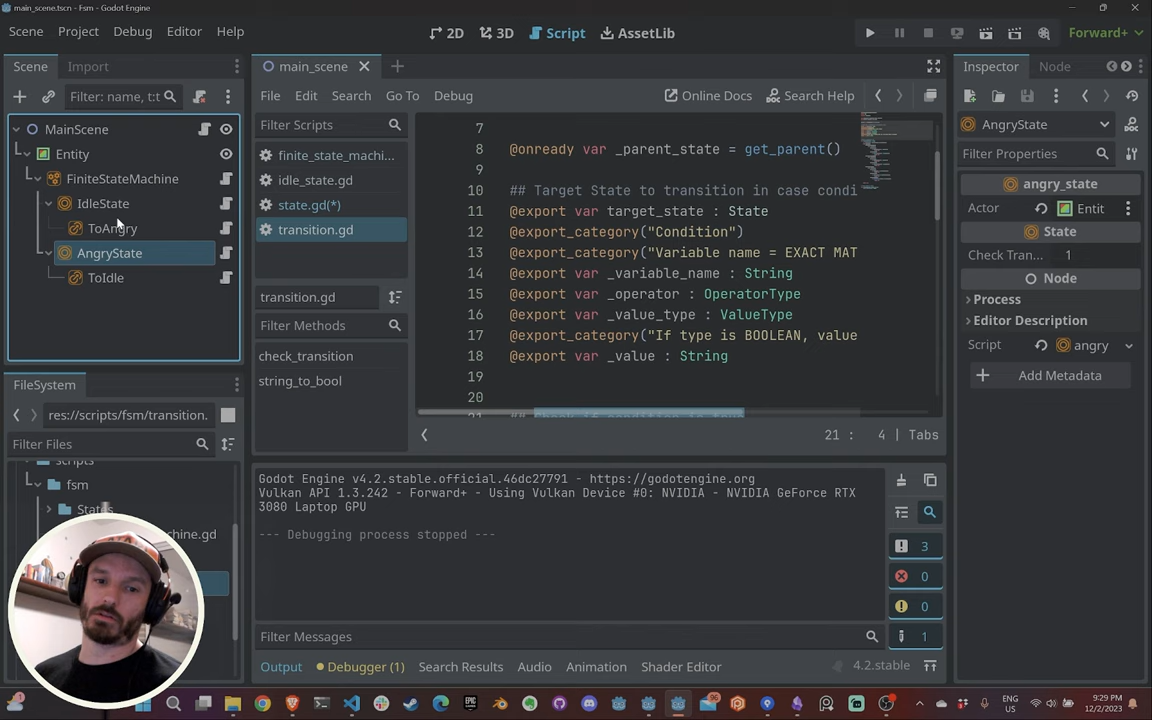 main_scene.tscn - Fsm - Godot Engine
Scene Project Debug Editor Help
2D 3D Script AssetLib
Forward+
Scene Import
Filter: name, t:t
MainScene
Entity
FiniteStateMachine
IdleState
ToAngry
AngryState
ToIdle
FileSystem
res://scripts/fsm/transition.
Filter Files
scripts
fsm
States
chine.gd
main_scene
File Edit Search Go To Debug
Online Docs Search Help
Filter Scripts
finite_state_machi...
idle_state.gd
state.gd(*)
transition.gd
transition.gd
Filter Methods
check_transition
string_to_bool
7
8 @onready var _parent_state = get_parent()
9
10 ## Target State to transition in case condi
11 @export var target_state : State
12 @export_category("Condition")
13 @export_category("Variable name = EXACT MAT
14 @export var _variable_name : String
15 @export var _operator : OperatorType
16 @export var _value_type : ValueType
17 @export_category("If type is BOOLEAN, value
18 @export var _value : String
19
20
21 ## check if condition is true
21 : 4 | Tabs
Godot Engine v4.2.stable.official.46dc27791 - https://godotengine.org
Vulkan API 1.3.242 - Forward+ - Using Vulkan Device #0: NVIDIA - NVIDIA GeForce RTX
3080 Laptop GPU
--- Debugging process stopped ---
3
0
0
1
Filter Messages
Output Debugger (1) Search Results Audio Animation Shader Editor
4.2.stable
Inspector Node
AngryState
Filter Properties
angry_state
Actor Entit
State
Check Tran... 1
Node
Process
Editor Description
Script angry
Add Metadata
ENG
US
9:29 PM
12/2/2023